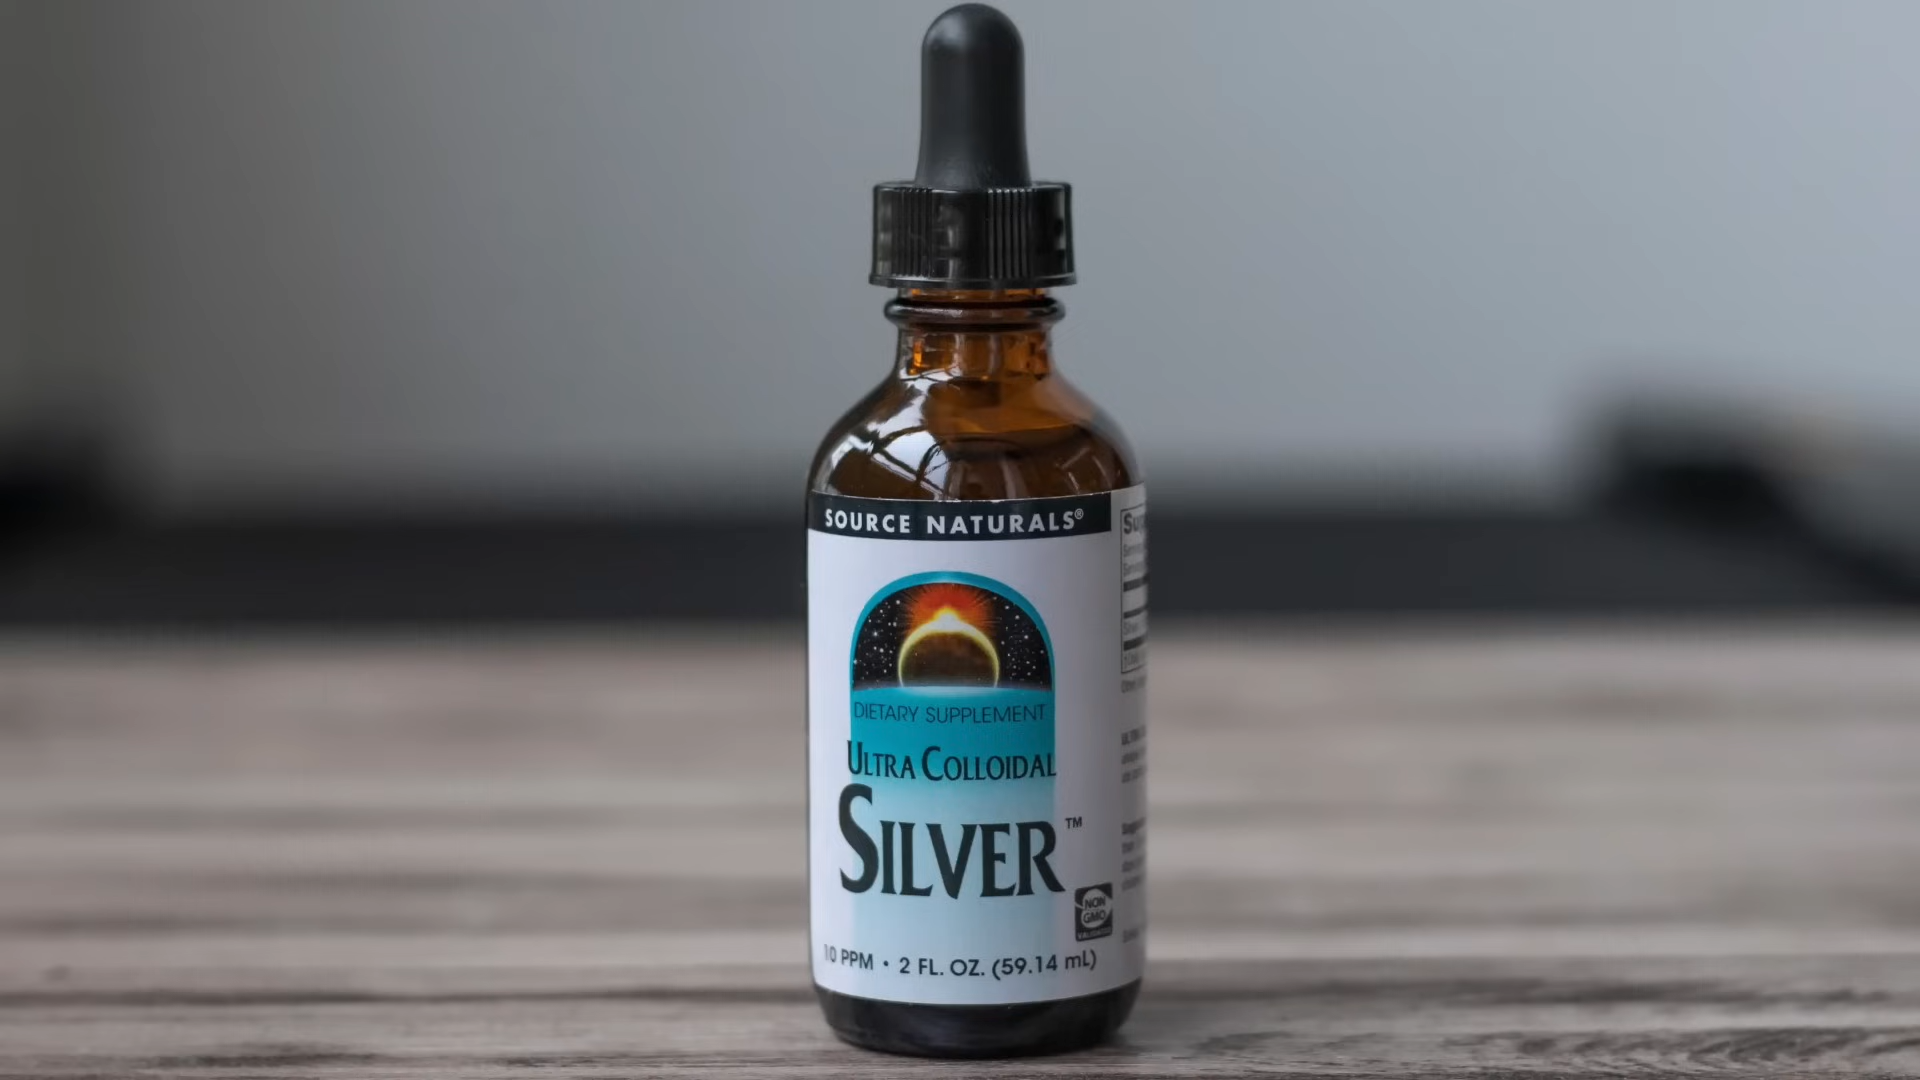 SOURCE NATURALS®
DIETARY SUPPLEMENT
ULTRA COLLOIDAL
SILVER™
NON
GMO
10 PPM • 2 FL. OZ. (59.14 mL)